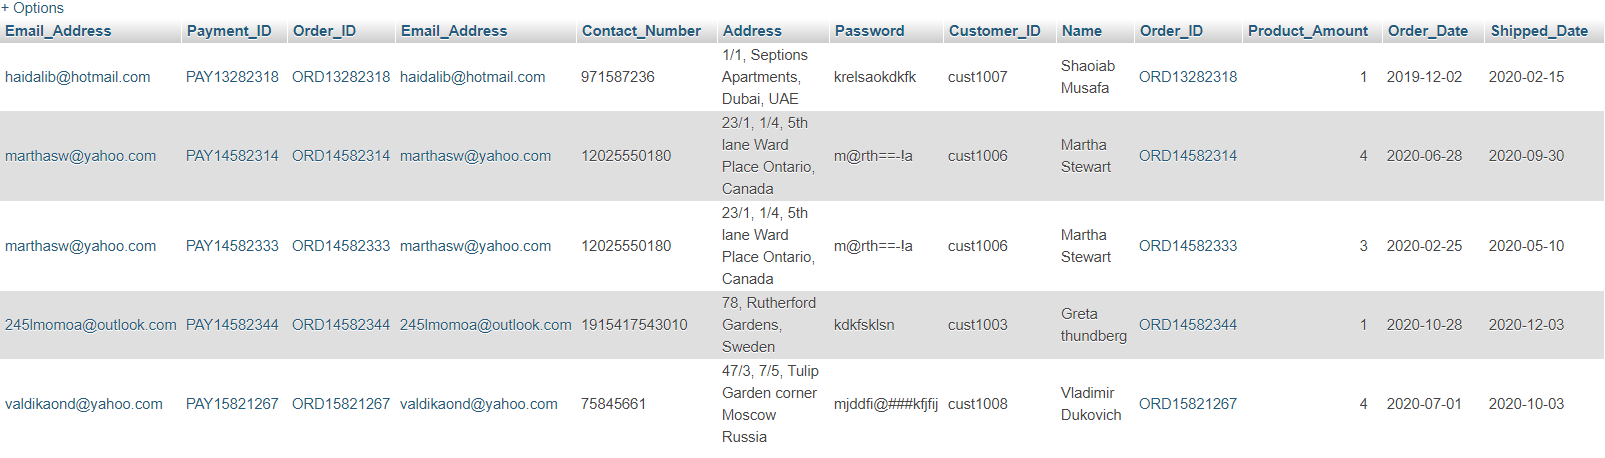 + Options
Email_Address Payment_ID Order_ID Email_Address Contact_Number Address Password Customer_ID Name Order_ID Product_Amount Order_Date Shipped_Date
haidalib@hotmail.com PAY13282318 ORD13282318 haidalib@hotmail.com 971587236 1/1, Septions Apartments, Dubai, UAE krelsaokdkfk cust1007 Shaoiab Musafa ORD13282318 1 2019-12-02 2020-02-15
marthasw@yahoo.com PAY14582314 ORD14582314 marthasw@yahoo.com 12025550180 23/1, 1/4, 5th lane Ward Place Ontario, Canada m@rth==-!a cust1006 Martha Stewart ORD14582314 4 2020-06-28 2020-09-30
marthasw@yahoo.com PAY14582333 ORD14582333 marthasw@yahoo.com 12025550180 23/1, 1/4, 5th lane Ward Place Ontario, Canada m@rth==-!a cust1006 Martha Stewart ORD14582333 3 2020-02-25 2020-05-10
245lmomoa@outlook.com PAY14582344 ORD14582344 245lmomoa@outlook.com 1915417543010 78, Rutherford Gardens, Sweden kdkfsklsn cust1003 Greta thundberg ORD14582344 1 2020-10-28 2020-12-03
valdikaond@yahoo.com PAY15821267 ORD15821267 valdikaond@yahoo.com 75845661 47/3, 7/5, Tulip Garden corner Moscow Russia mjddfi@###kfjfij cust1008 Vladimir Dukovich ORD15821267 4 2020-07-01 2020-10-03